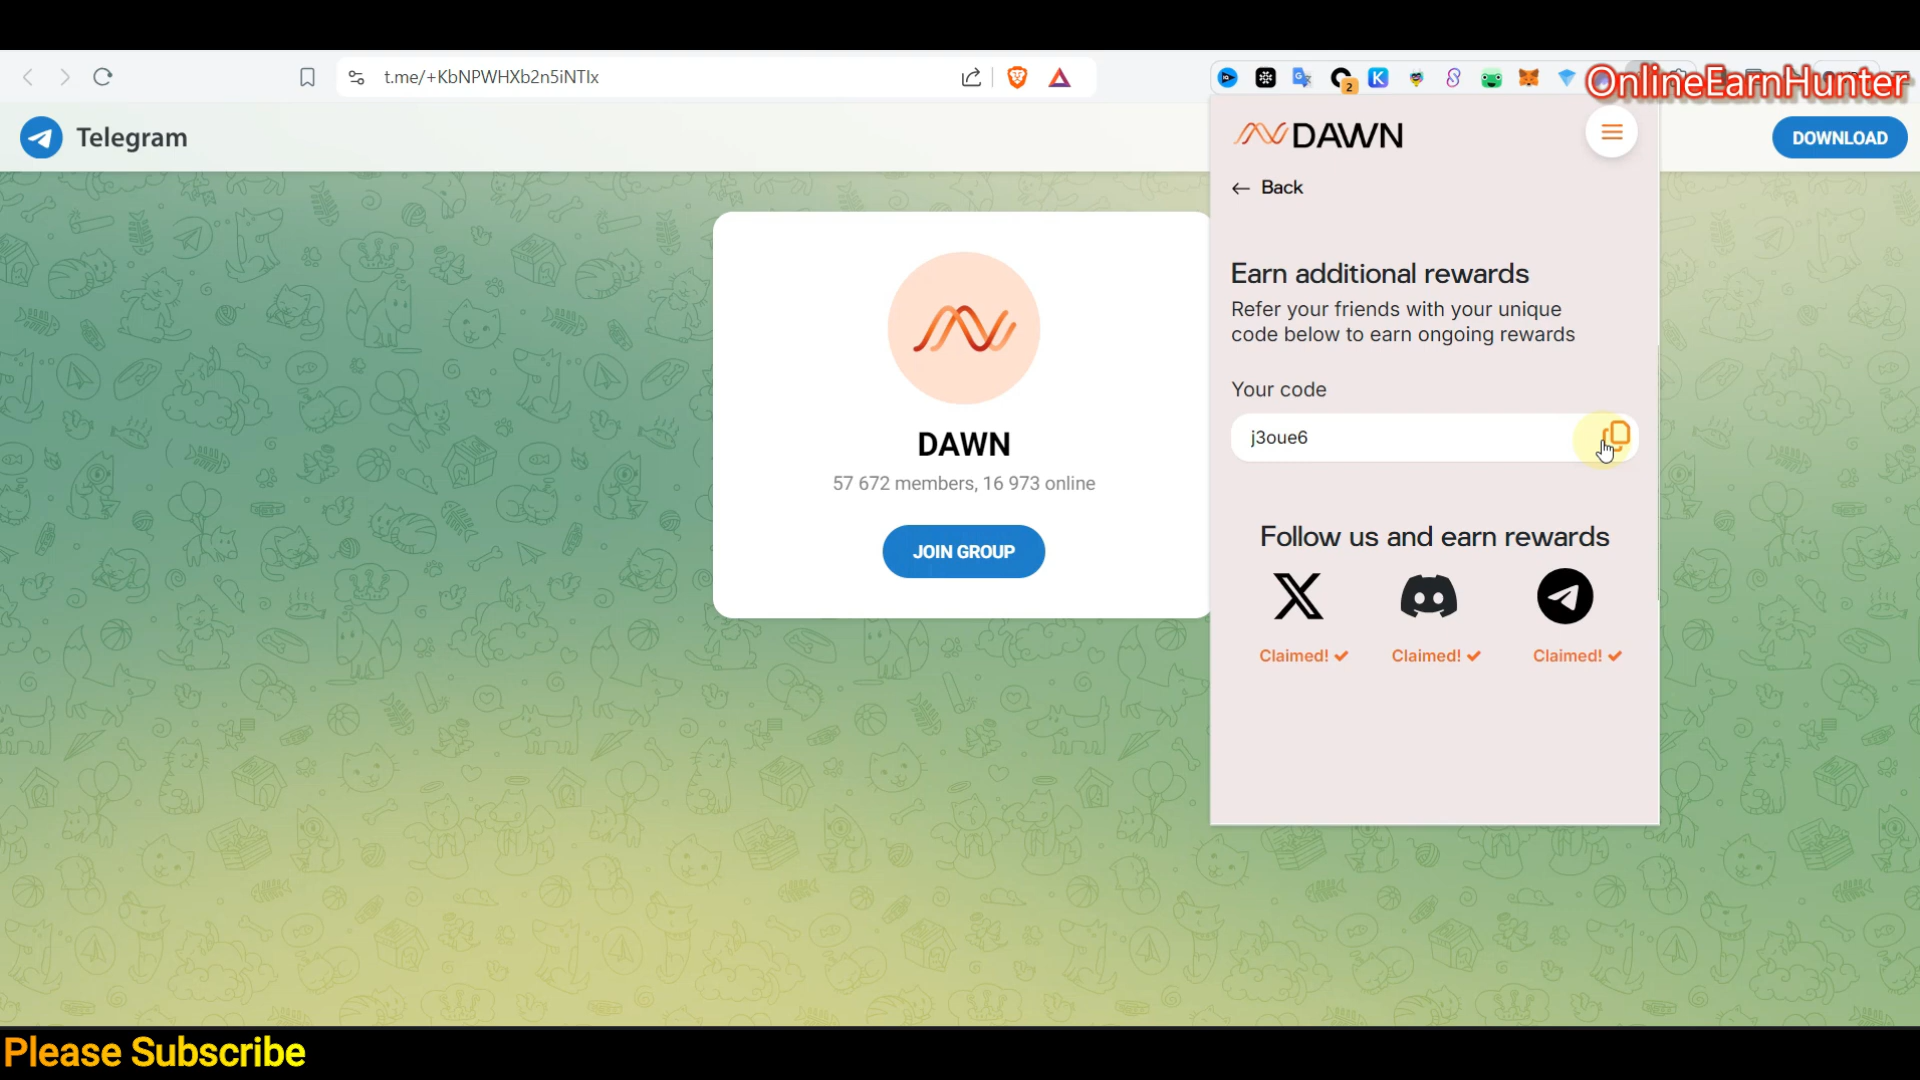 t.me/+KbNPWHXb2n5iNTIx
2
OnlineEarnHunter
Telegram
DOWNLOAD
DAWN
57 672 members, 16 973 online
JOIN GROUP
DAWN
← Back
Earn additional rewards
Refer your friends with your unique
code below to earn ongoing rewards
Your code
j3oue6
Follow us and earn rewards
Claimed! ✔ Claimed! ✔ Claimed! ✔
Please Subscribe